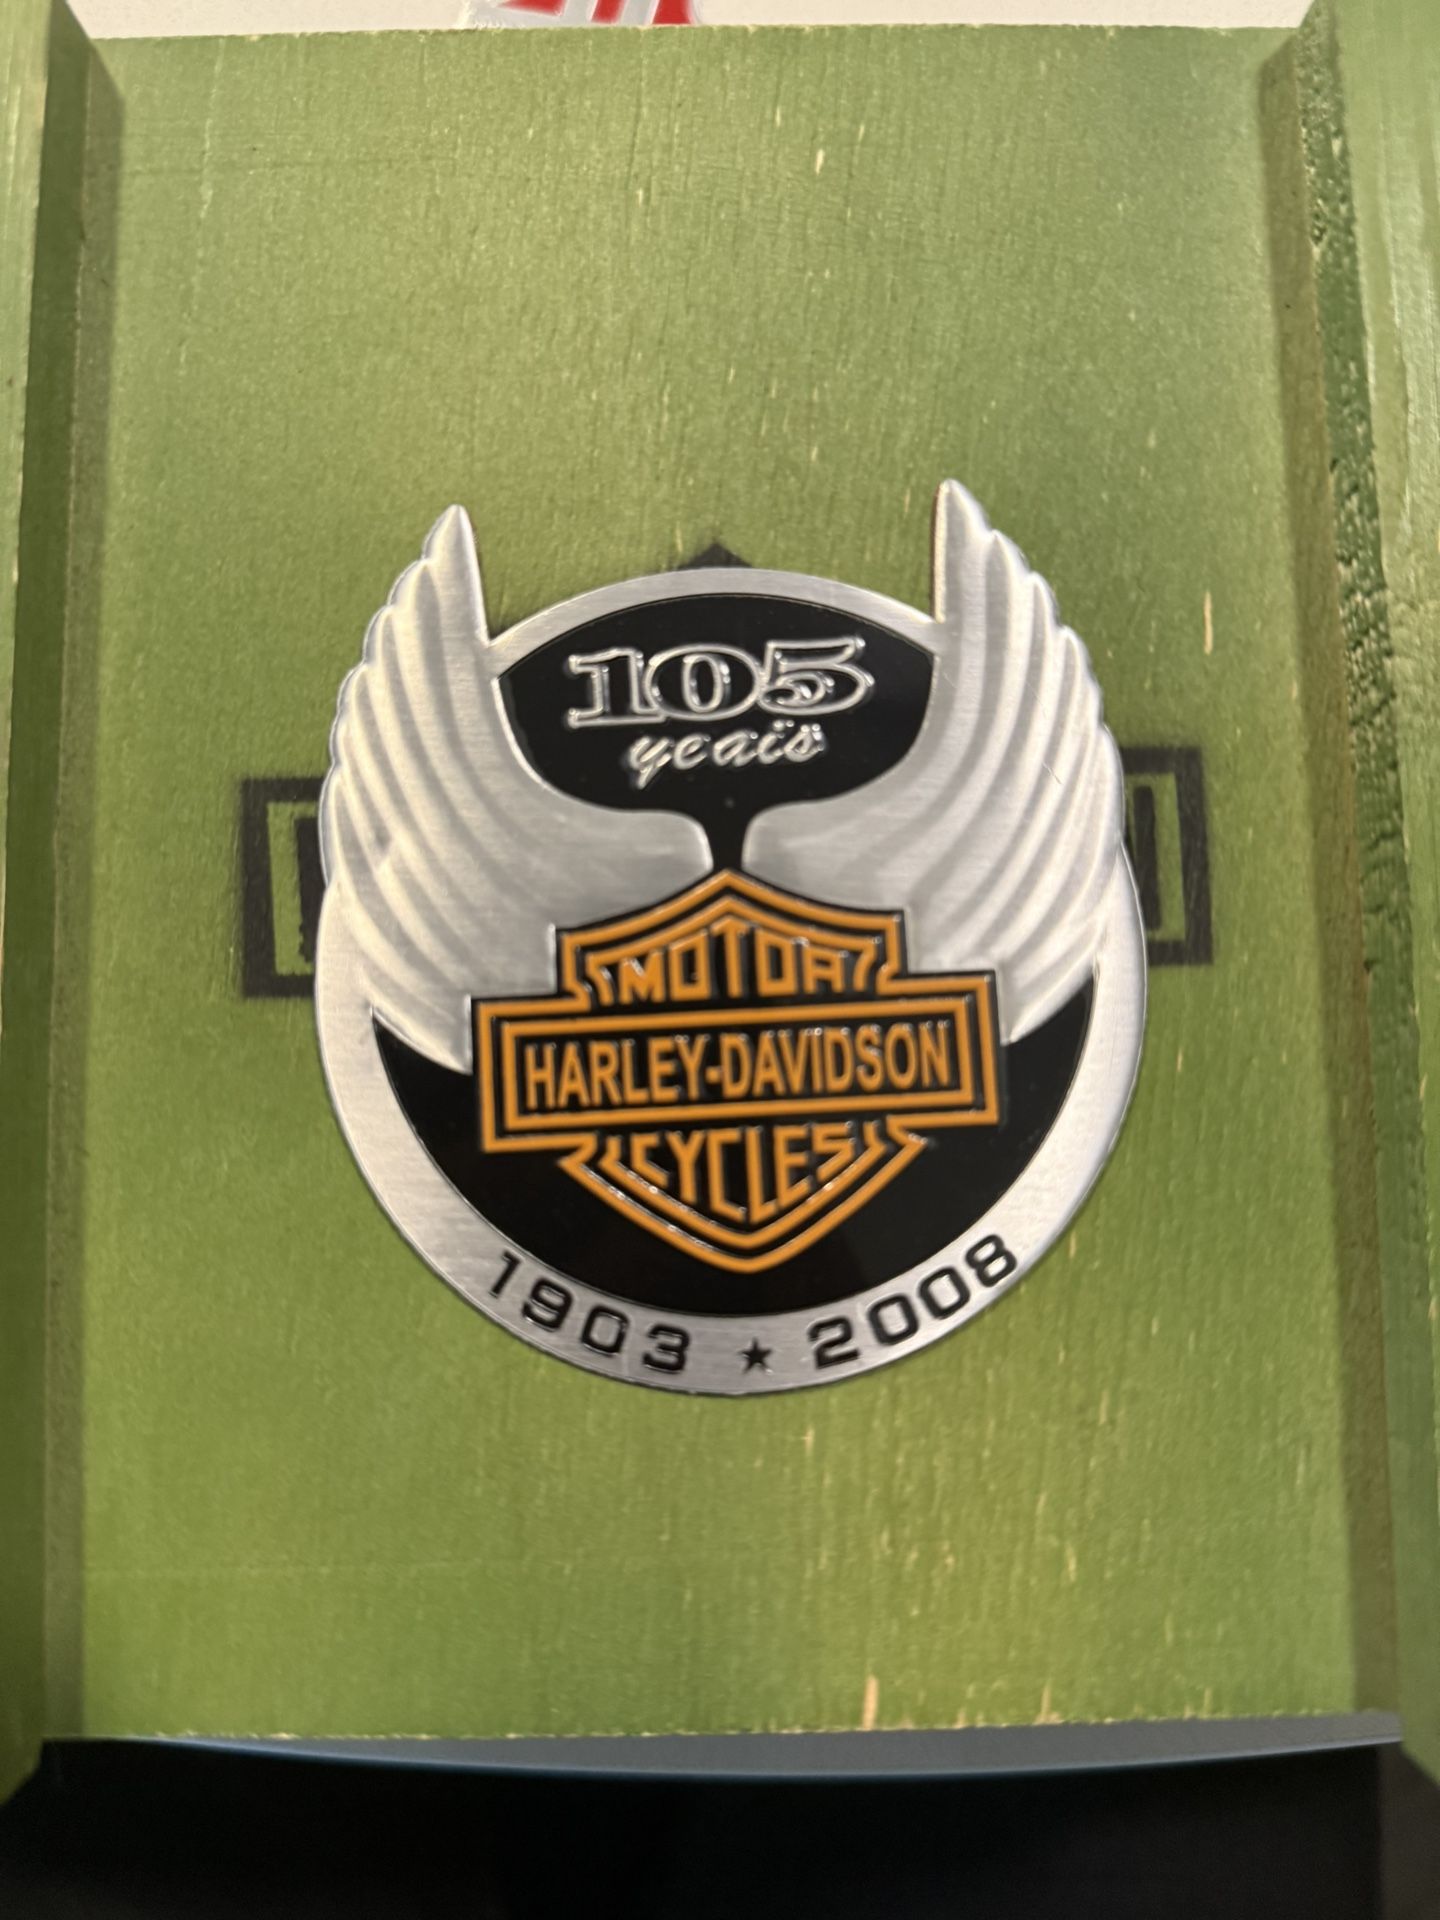 105
years
MOTOR
HARLEY-DAVIDSON
CYCLES
1903 ★ 2008